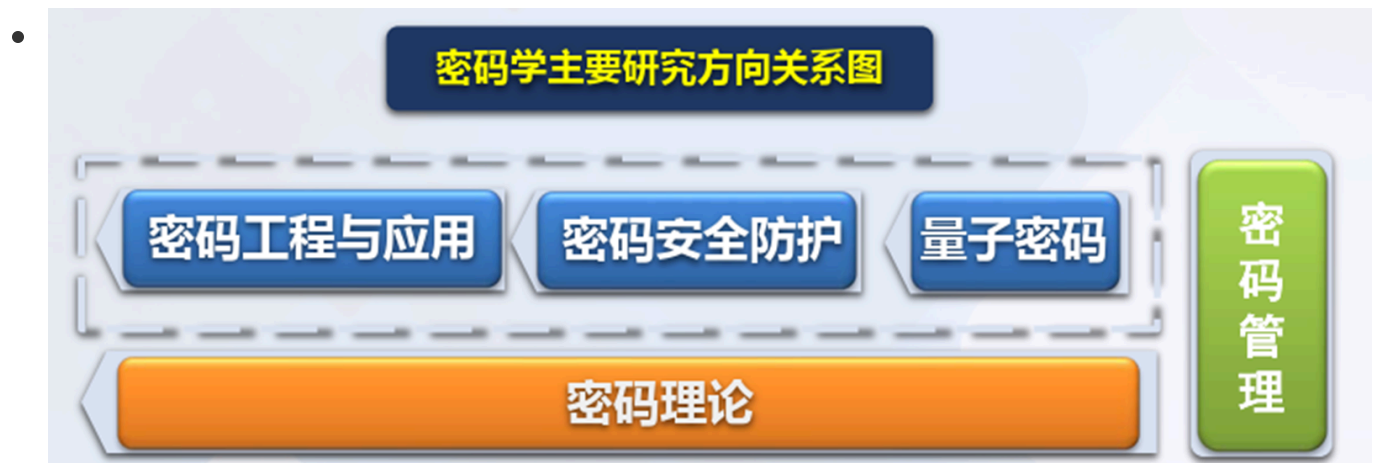 密码学主要研究方向关系图
密码工程与应用
密码安全防护
量子密码
密码管理
密码理论